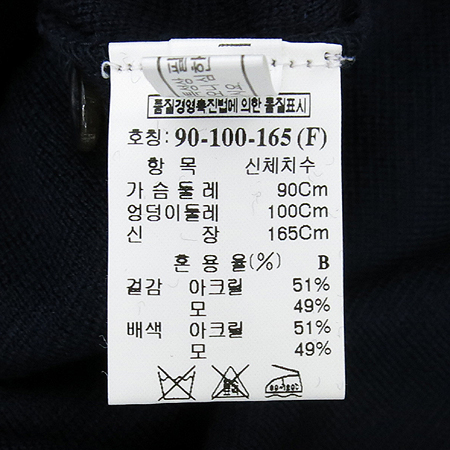 품질경영촉진법에 의한 품질표시
호칭: 90-100-165 (F)
항 목 신체치수
가슴둘레 90Cm
엉덩이둘레 100Cm
신 장 165Cm
혼 용 율(%) B
겉감 아크릴 51%
모 49%
배색 아크릴 51%
모 49%